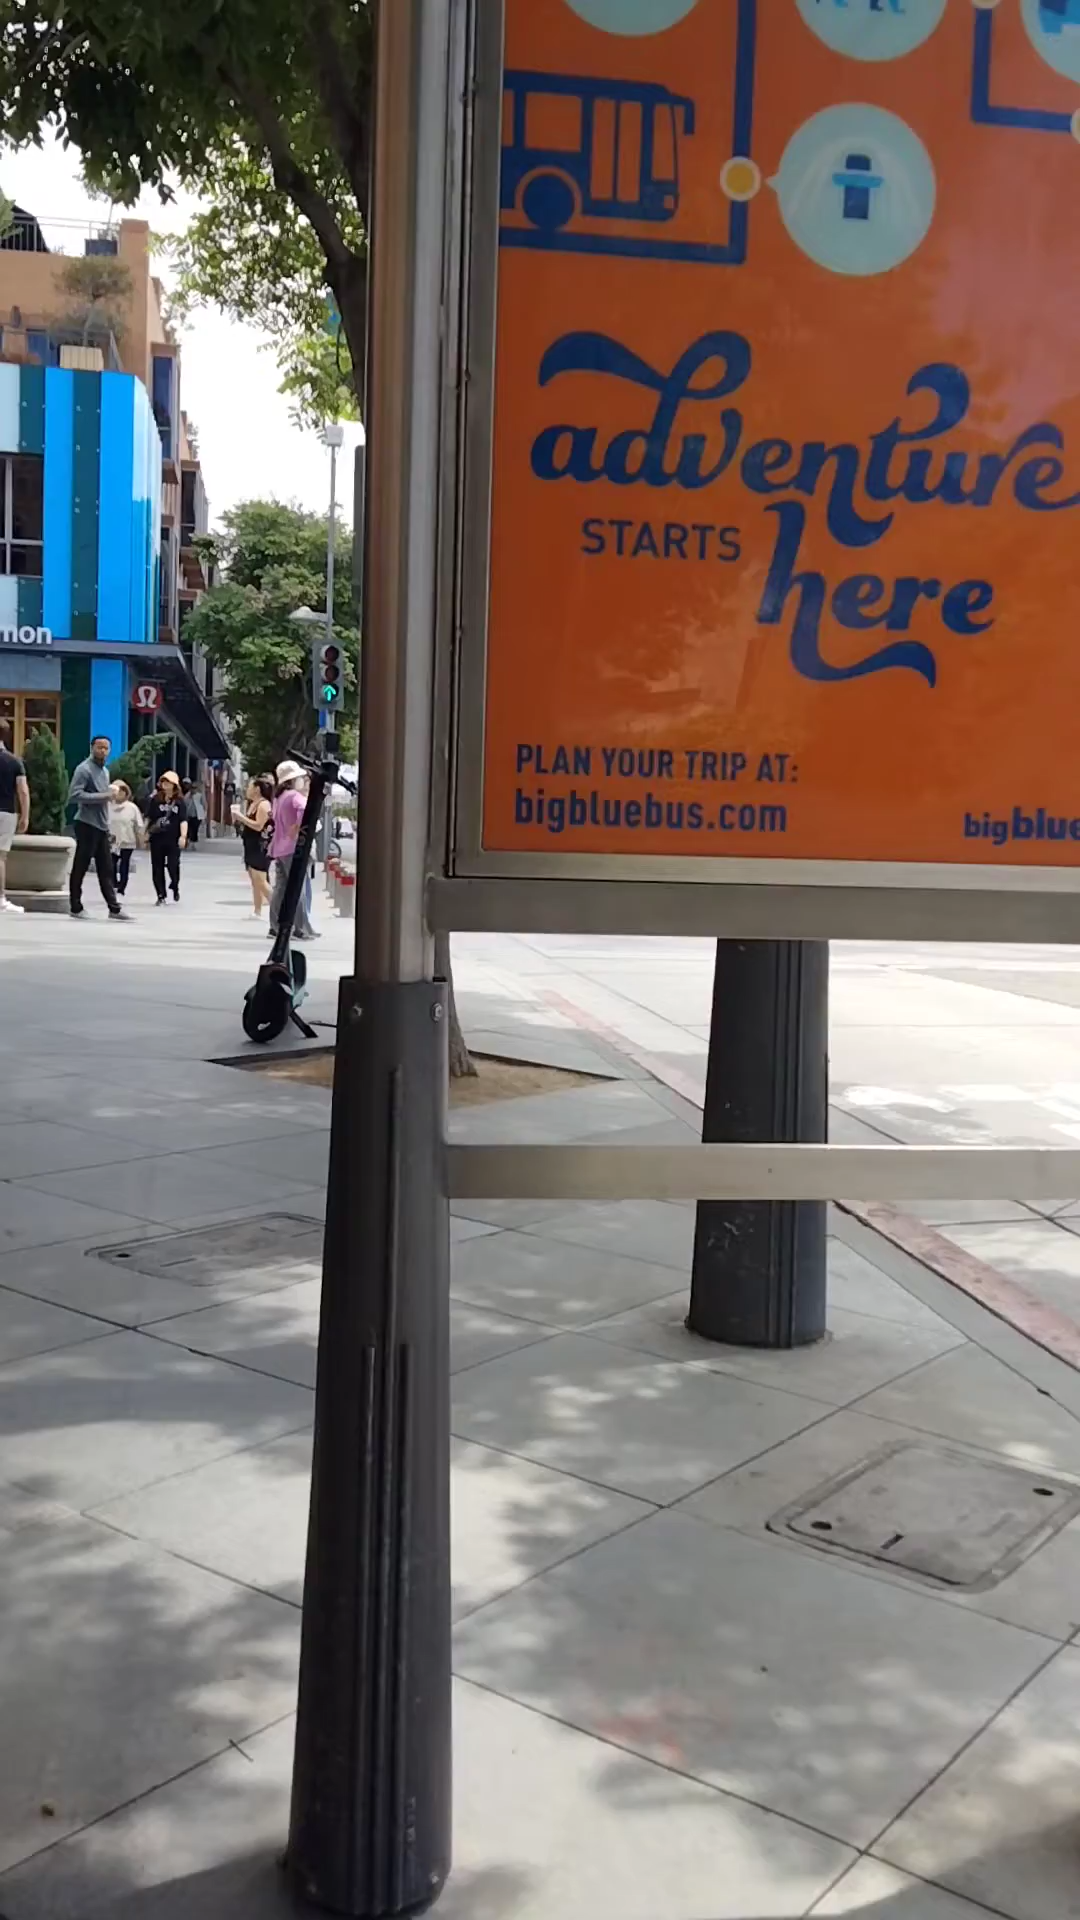 adventure
STARTS
here
PLAN YOUR TRIP AT:
bigbluebus.com
bigblue
mon